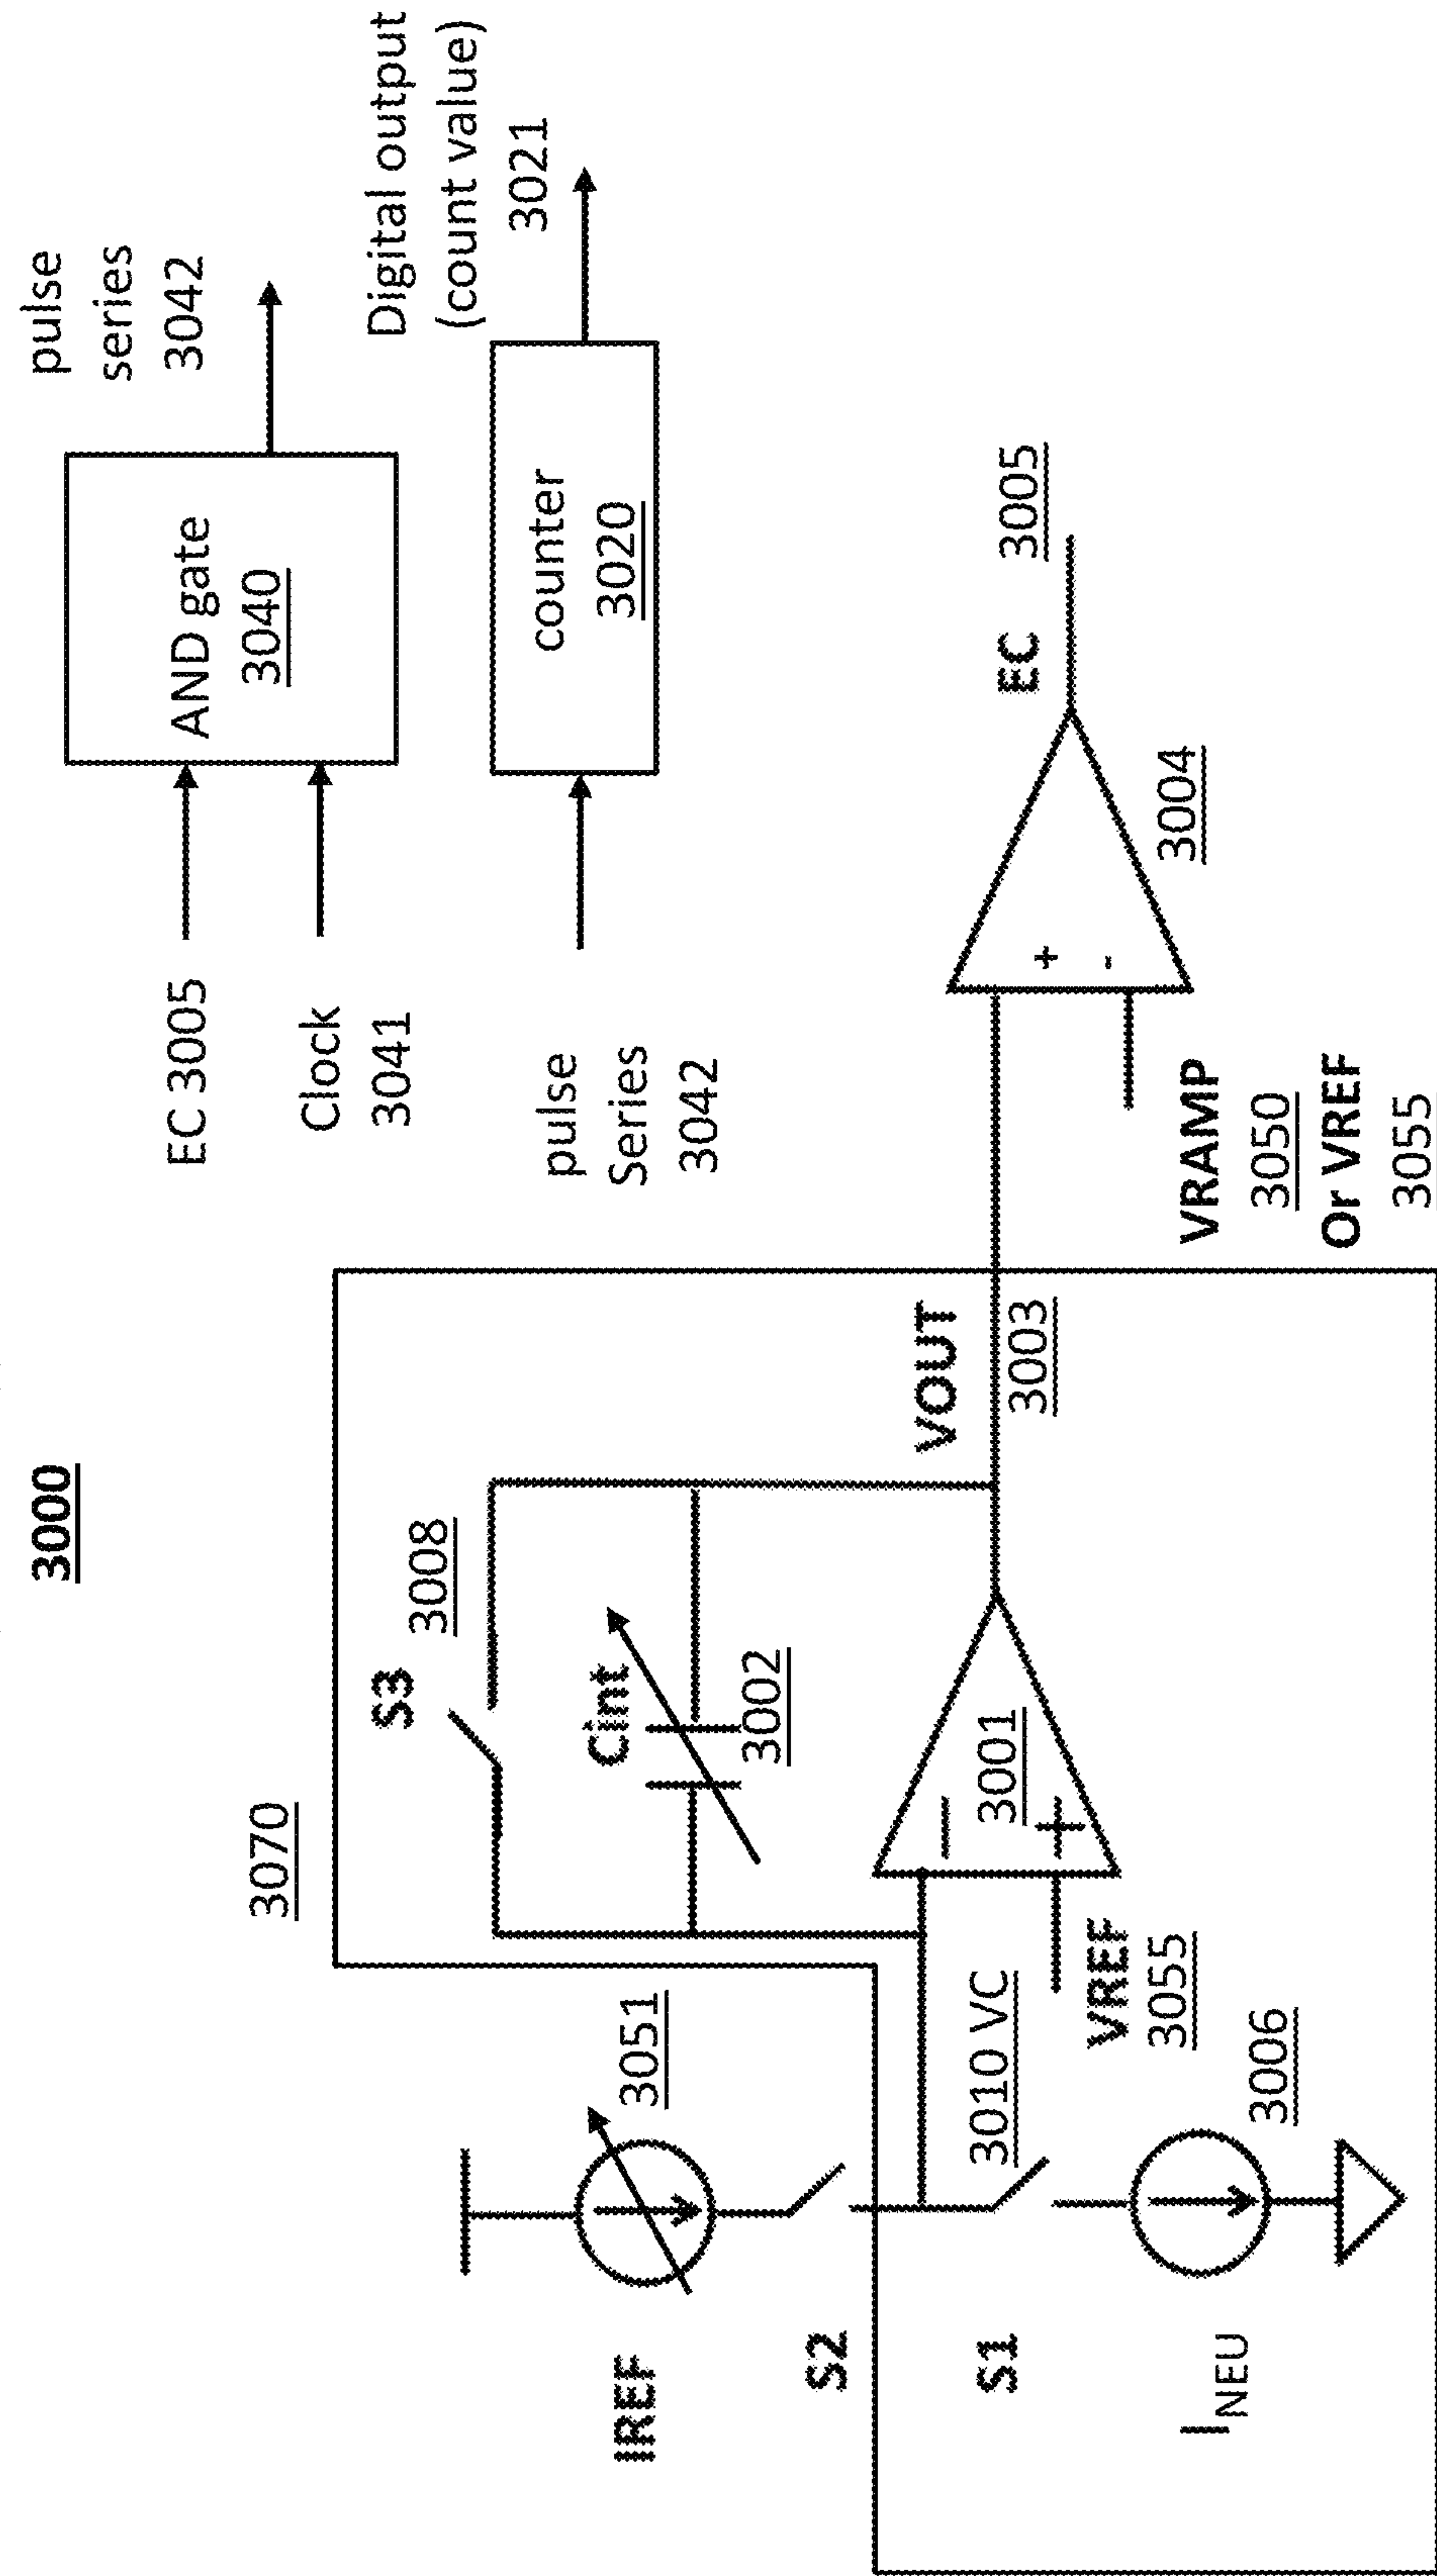 3000
pulse
series
3042
EC 3005
Clock
3041
AND gate
3040
Digital output
(count value)
3021
pulse
Series
3042
counter
3020
3070
S3
3008
Cint
3002
IREF
3051
S2
S1
3010 VC
INEU
3006
VREF
3055
−
+
3001
VOUT
3003
+
-
3004
EC 3005
VRAMP
3050
Or VREF
3055